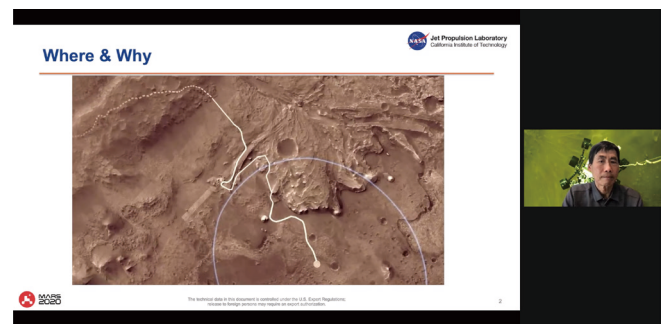 NASA
Jet Propulsion Laboratory
California Institute of Technology
Where & Why
MARS
2020
The technical data in this document is controlled under the U.S. Export Regulations;
release to foreign persons may require an export authorization.
2